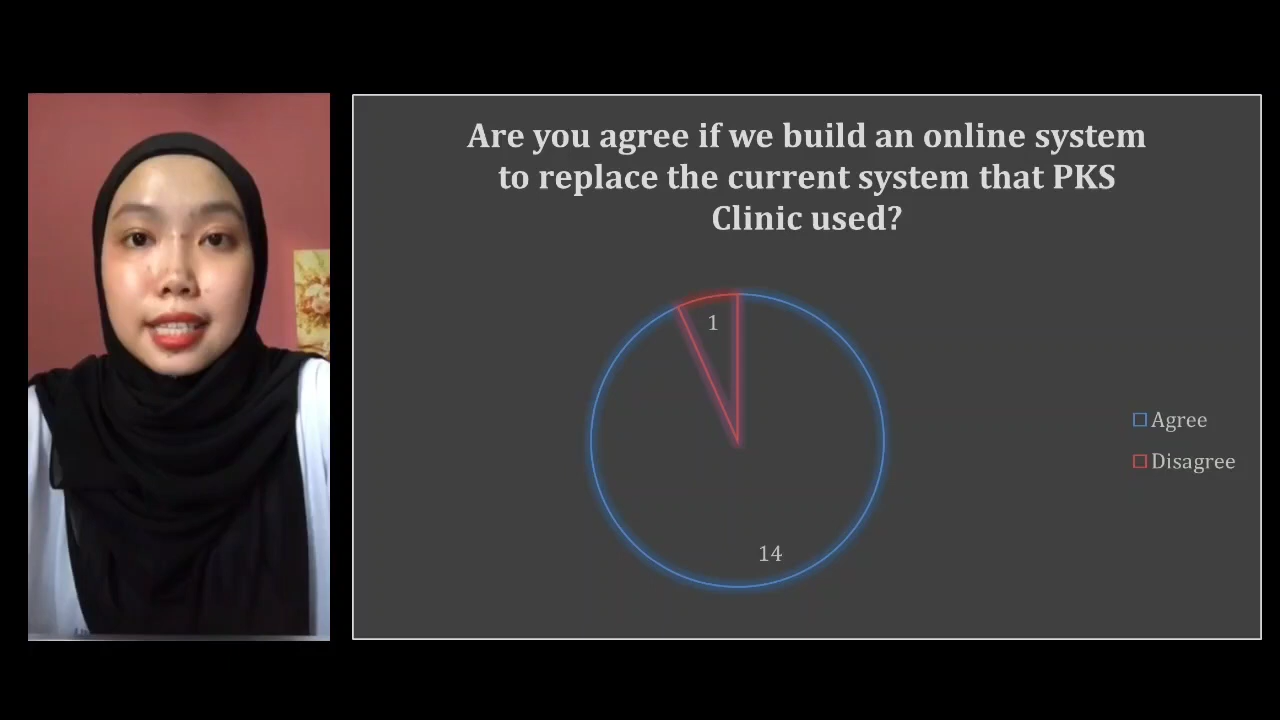 Are you agree if we build an online system
to replace the current system that PKS
Clinic used?
1
14
Agree
Disagree